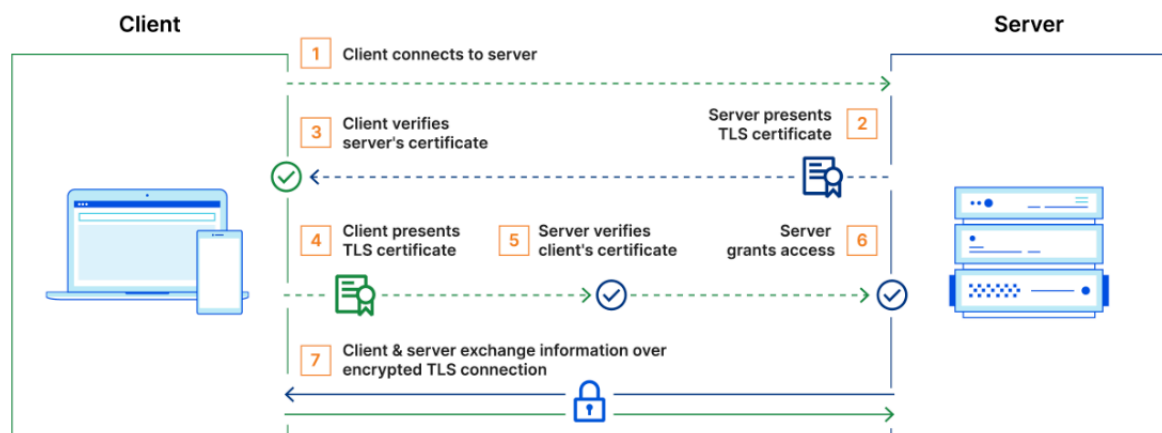 Client
Server
1
Client connects to server
Server presents
TLS certificate
2
3
Client verifies
server's certificate
4
Client presents
TLS certificate
5
Server verifies
client's certificate
Server
grants access
6
7
Client & server exchange information over
encrypted TLS connection